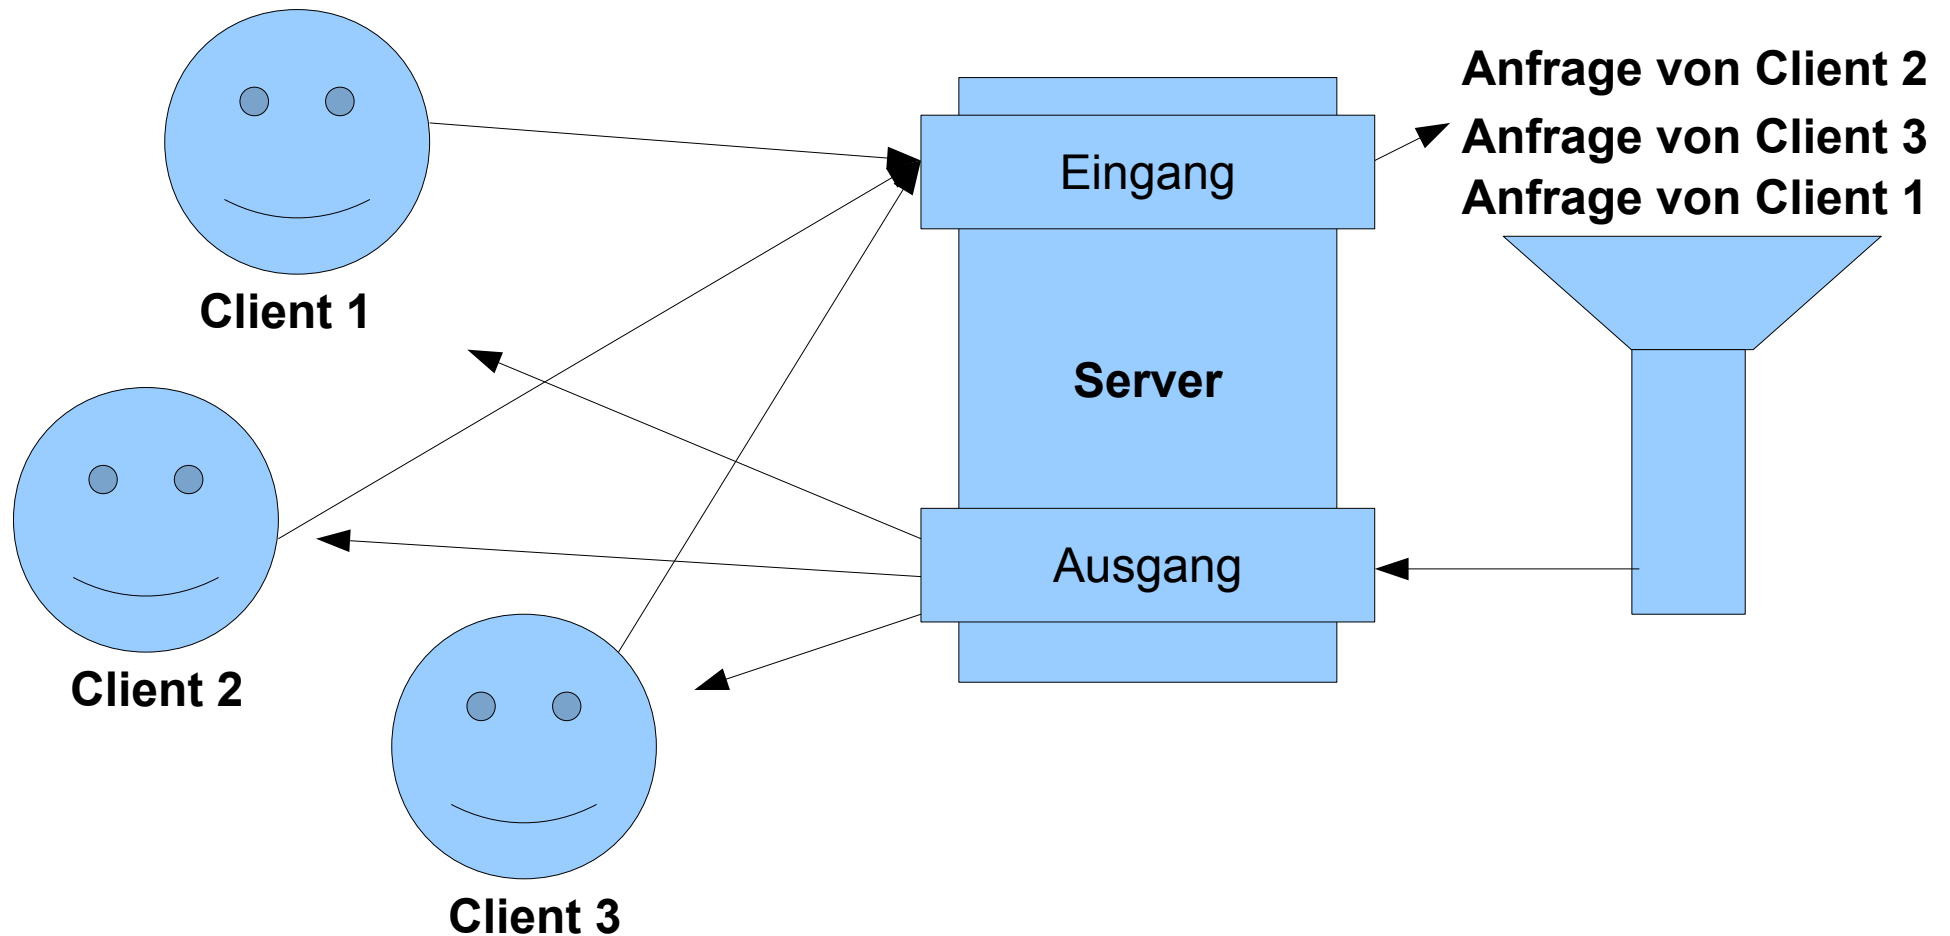 Anfrage von Client 2
Anfrage von Client 3
Anfrage von Client 1
Eingang
Client 1
Server
Ausgang
Client 2
Client 3